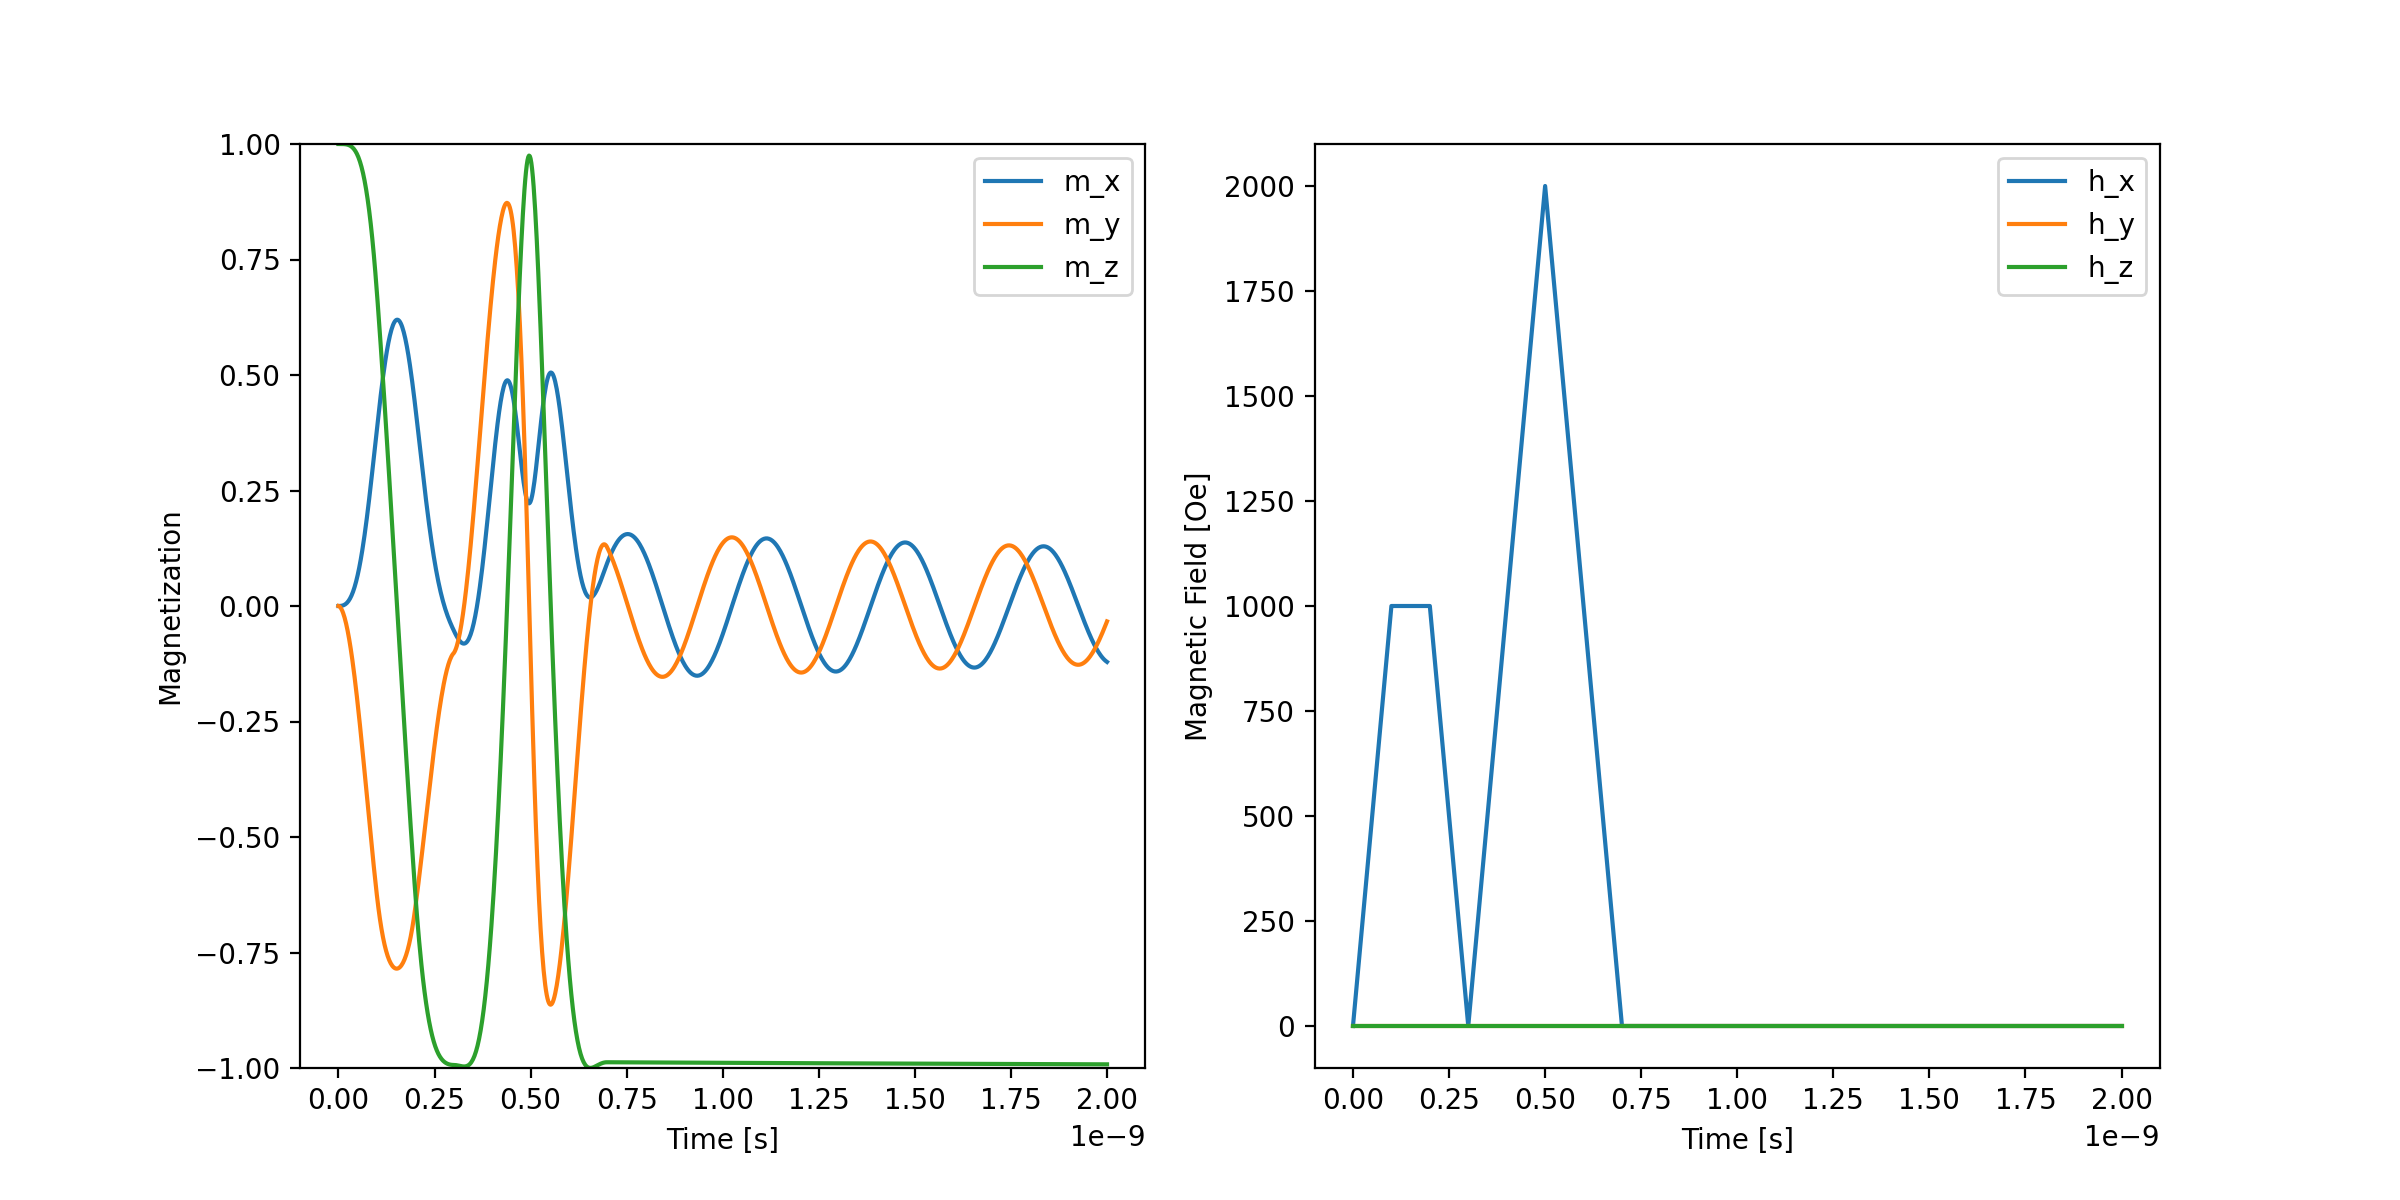 1.00
0.75
0.50
0.25
0.00
−0.25
−0.50
−0.75
−1.00
Magnetization
m_x
m_y
m_z
0.00 0.25 0.50 0.75 1.00 1.25 1.50 1.75 2.00
Time [s]
1e−9
2000
1750
1500
1250
1000
750
500
250
0
Magnetic Field [Oe]
h_x
h_y
h_z
0.00 0.25 0.50 0.75 1.00 1.25 1.50 1.75 2.00
Time [s]
1e−9